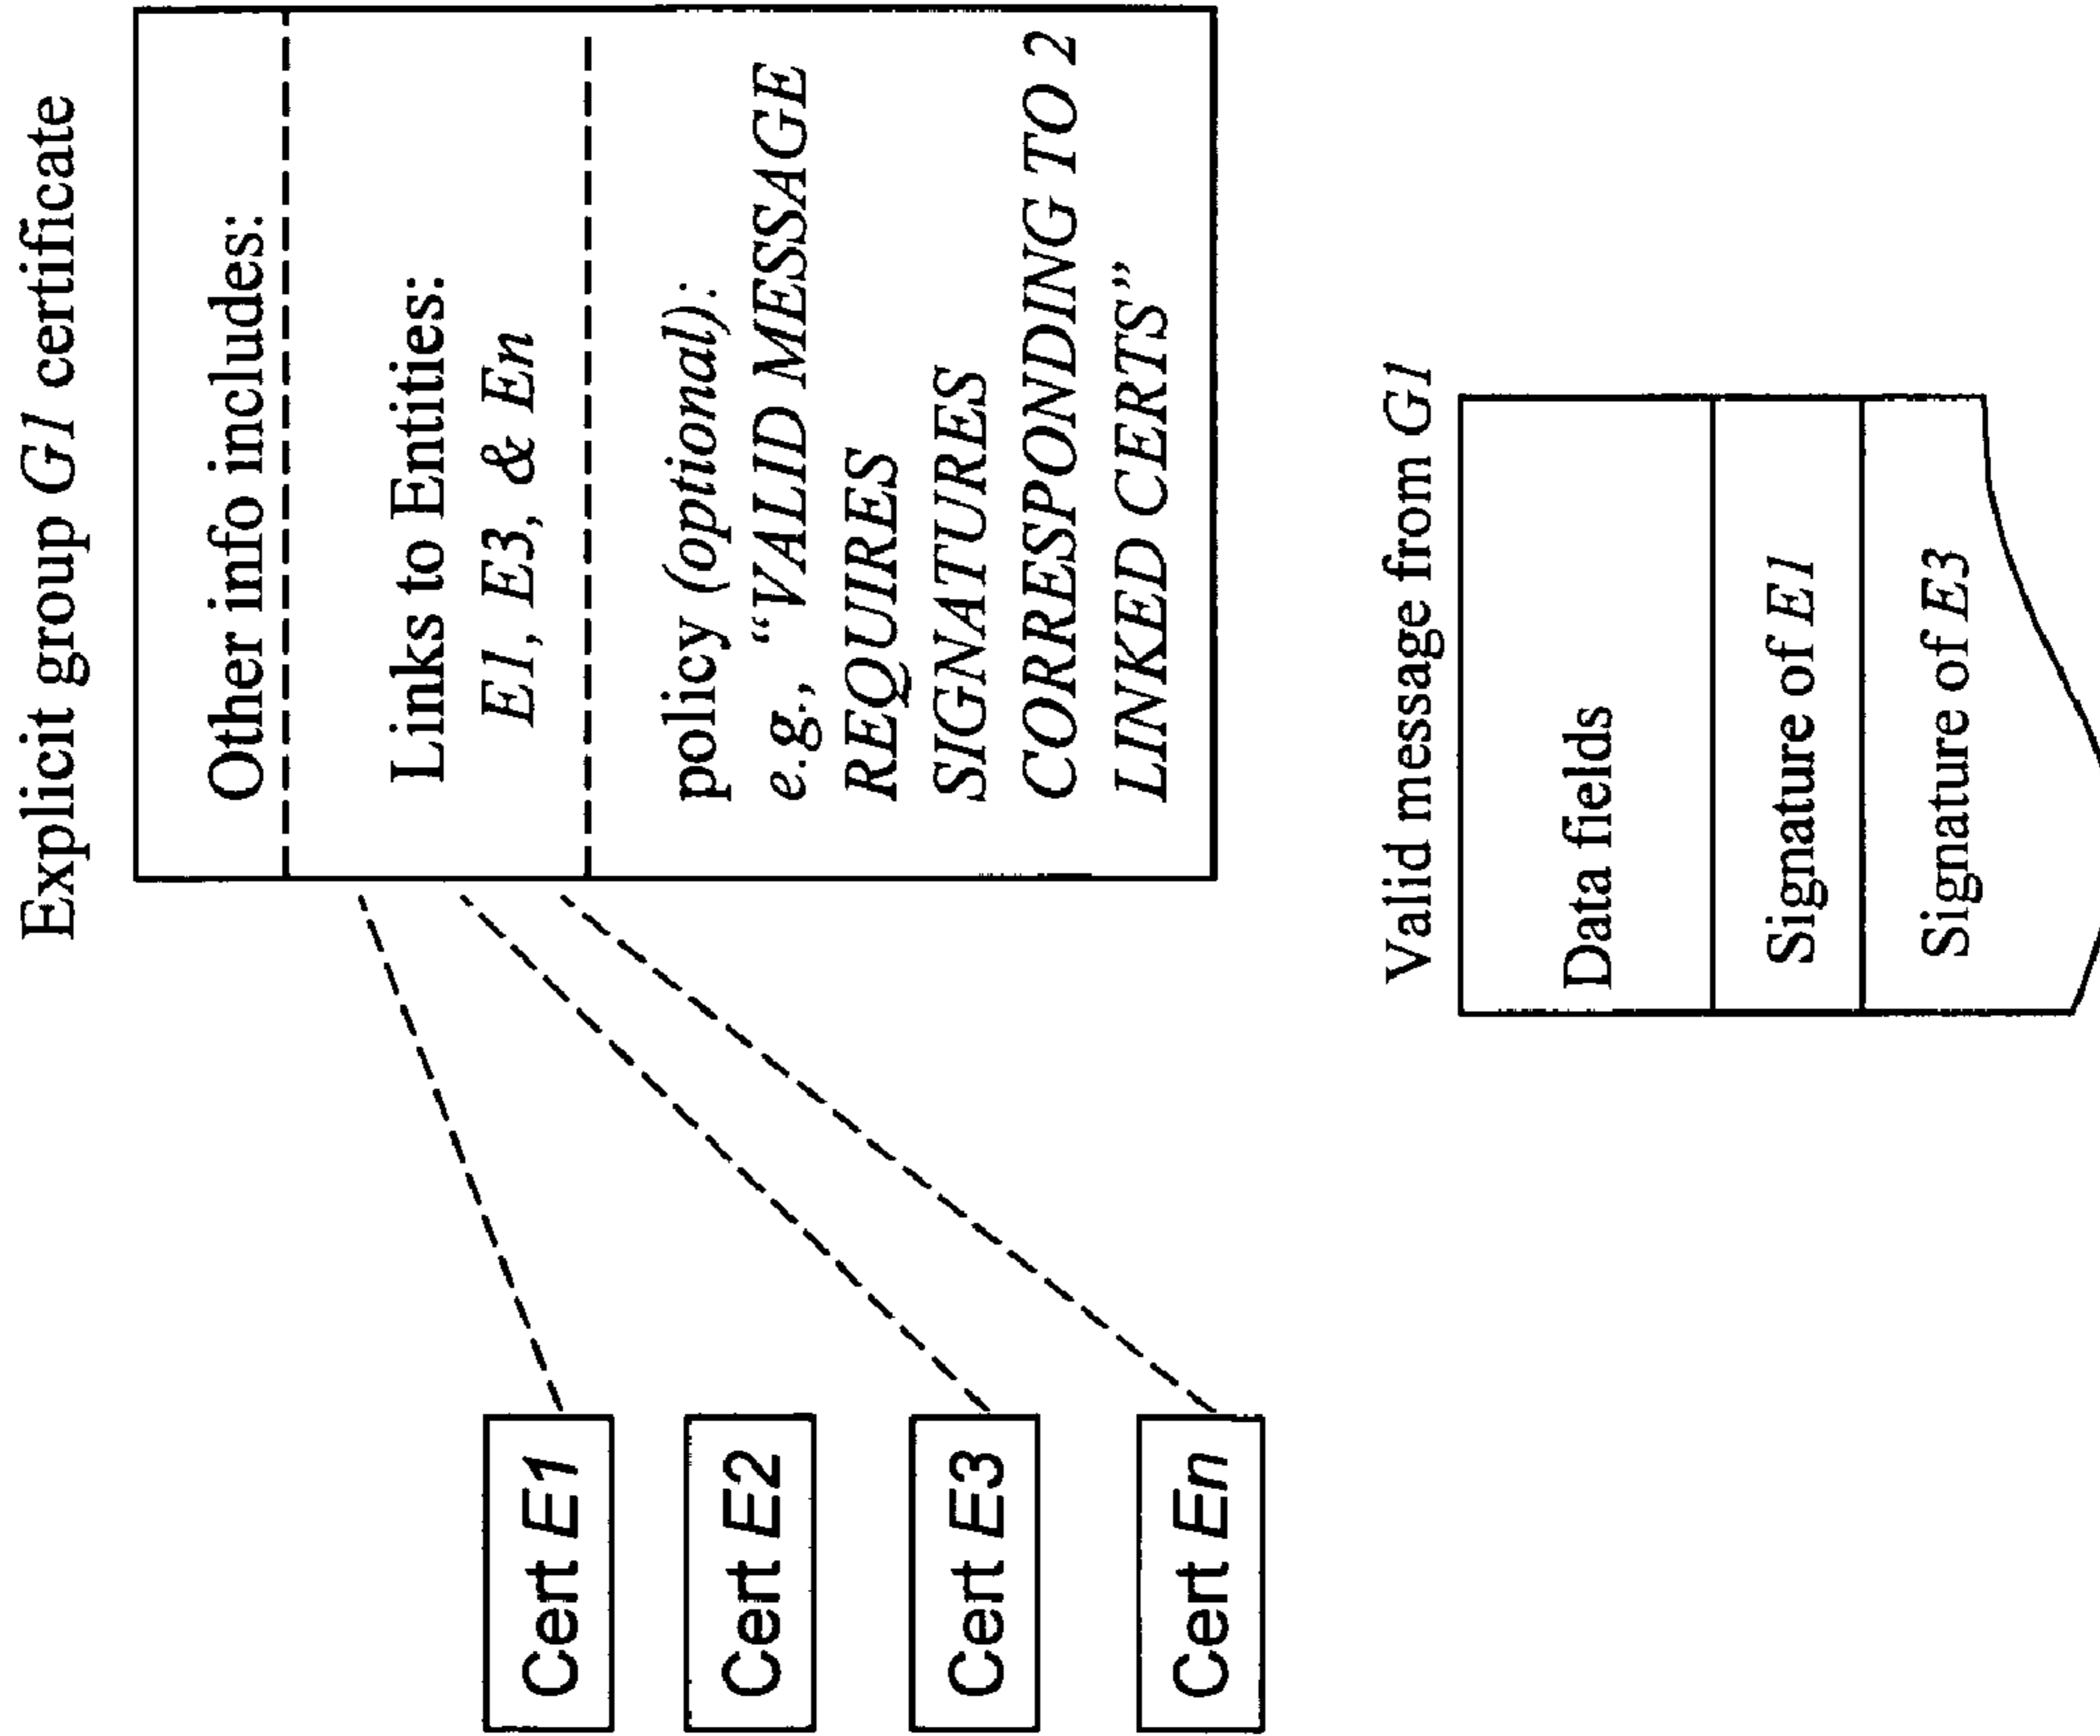 Explicit group G1 certificate
Other info includes:
Links to Entities:
E1, E3, & En
policy (optional):
e.g., “VALID MESSAGE
REQUIRES
SIGNATURES
CORRESPONDING TO 2
LINKED CERTS”
Cert E1
Cert E2
Cert E3
Cert En
Valid message from G1
Data fields
Signature of E1
Signature of E3